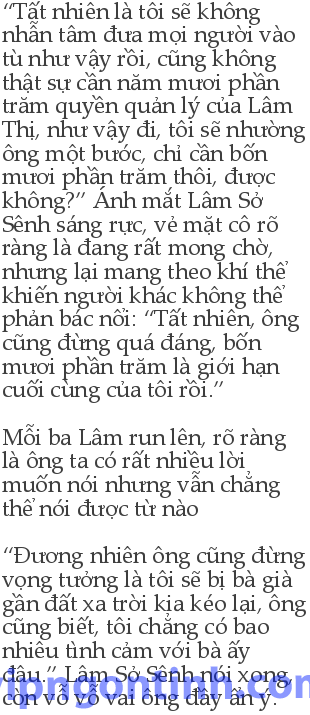 “Tất nhiên là tôi sẽ không
nhẫn tâm đưa mọi người vào
tù như vậy rồi, cũng không
thật sự cần năm mươi phần
trăm quyền quản lý của Lâm
Thị, như vậy đi, tôi sẽ nhường
ông một bước, chỉ cần bốn
mươi phần trăm thôi, được
không?” Ánh mắt Lâm Sở
Sênh sáng rực, vẻ mặt cô rõ
ràng là đang rất mong chờ,
nhưng lại mang theo khí thể
khiến người khác không thể
phản bác nổi: “Tất nhiên, ông
cũng đừng quá đáng, bốn
mươi phần trăm là giới hạn
cuối cùng của tôi rồi.”
Mỗi ba Lâm run lên, rõ ràng
là ông ta có rất nhiều lời
muốn nói nhưng vẫn chẳng
thể nói được từ nào
“Đương nhiên ông cũng đừng
vọng tưởng là tôi sẽ bị bà già
gần đất xa trời kia kéo lại, ông
cũng biết, tôi chẳng có bao
nhiêu tình cảm với bà ấy
đâu.” Lâm Sở Sênh nói xong
còn vỗ vỗ vai ông đầy ẩn ý.
vipngontinh.com